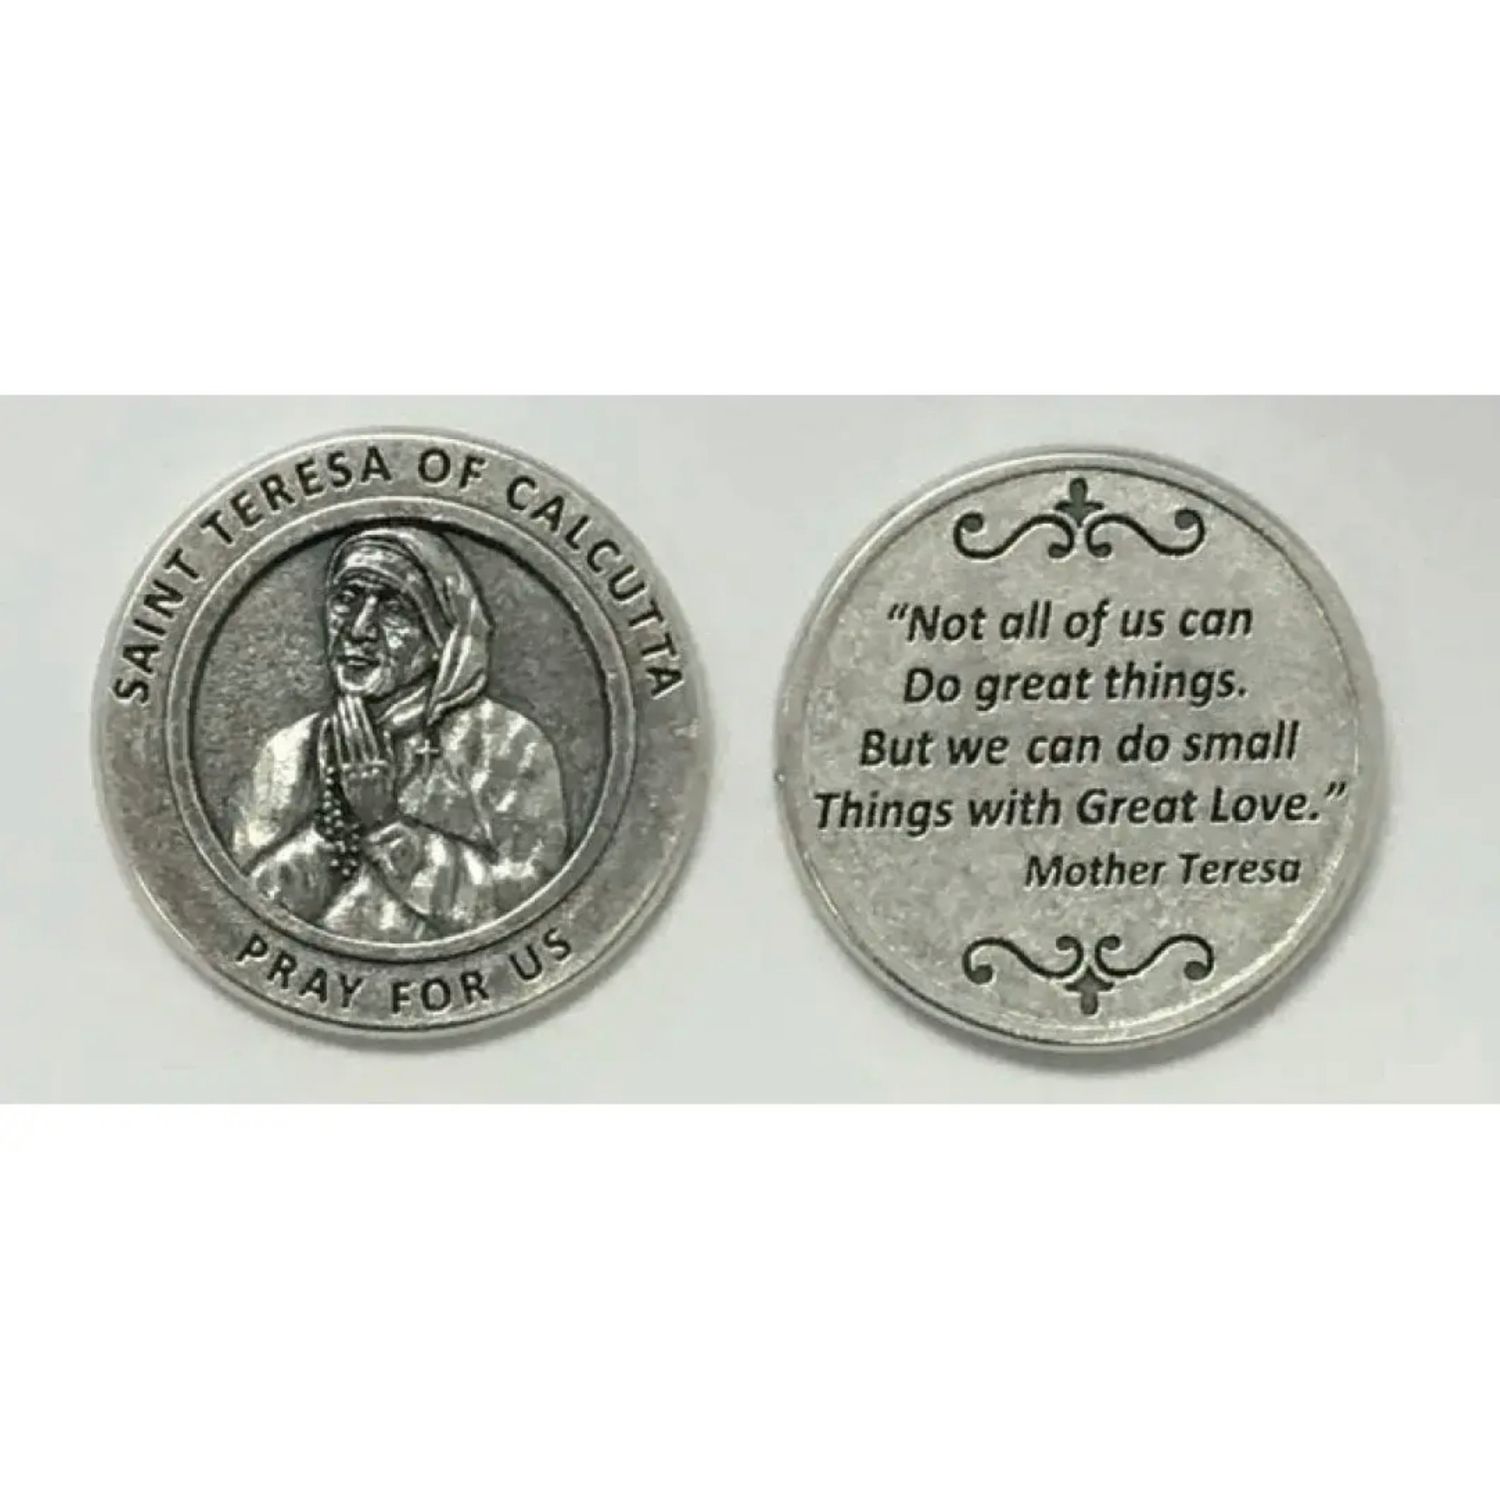 SAINT TERESA OF CALCUTTA
PRAY FOR US
“Not all of us can
Do great things.
But we can do small
Things with Great Love.”
Mother Teresa